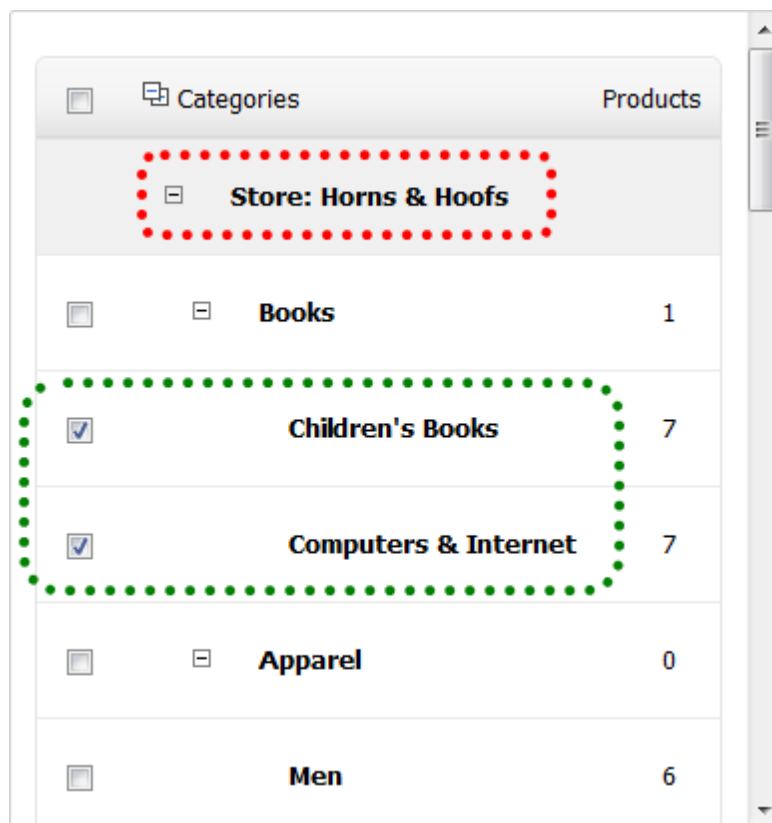 Categories Products
Store: Horns & Hoofs
Books 1
Children's Books 7
Computers & Internet 7
Apparel 0
Men 6